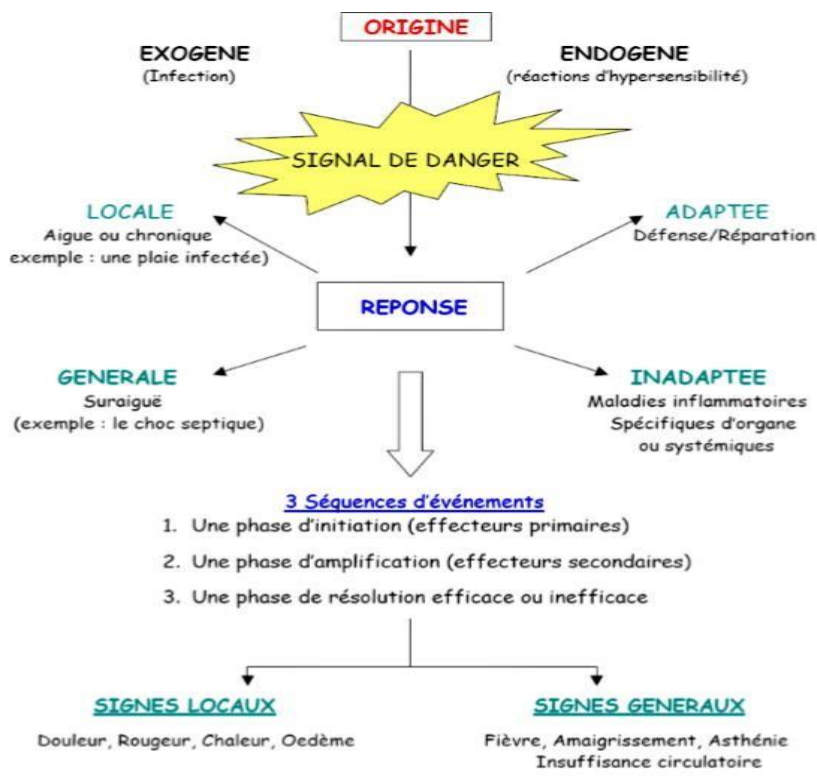 ORIGINE
EXOGENE
(Infection)
ENDOGENE
(réactions d'hypersensibilité)
SIGNAL DE DANGER
LOCALE
Aigue ou chronique
exemple : une plaie infectée)
ADAPTEE
Défense/Réparation
REPONSE
GENERALE
Suraiguë
(exemple : le choc septique)
INADAPTEE
Maladies inflammatoires
Spécifiques d'organe
ou systémiques
3 Séquences d'événements
1. Une phase d'initiation (effecteurs primaires)
2. Une phase d'amplification (effecteurs secondaires)
3. Une phase de résolution efficace ou inefficace
SIGNES LOCAUX
Douleur, Rougeur, Chaleur, Oedème
SIGNES GENERAUX
Fièvre, Amaigrissement, Asthénie
Insuffisance circulatoire